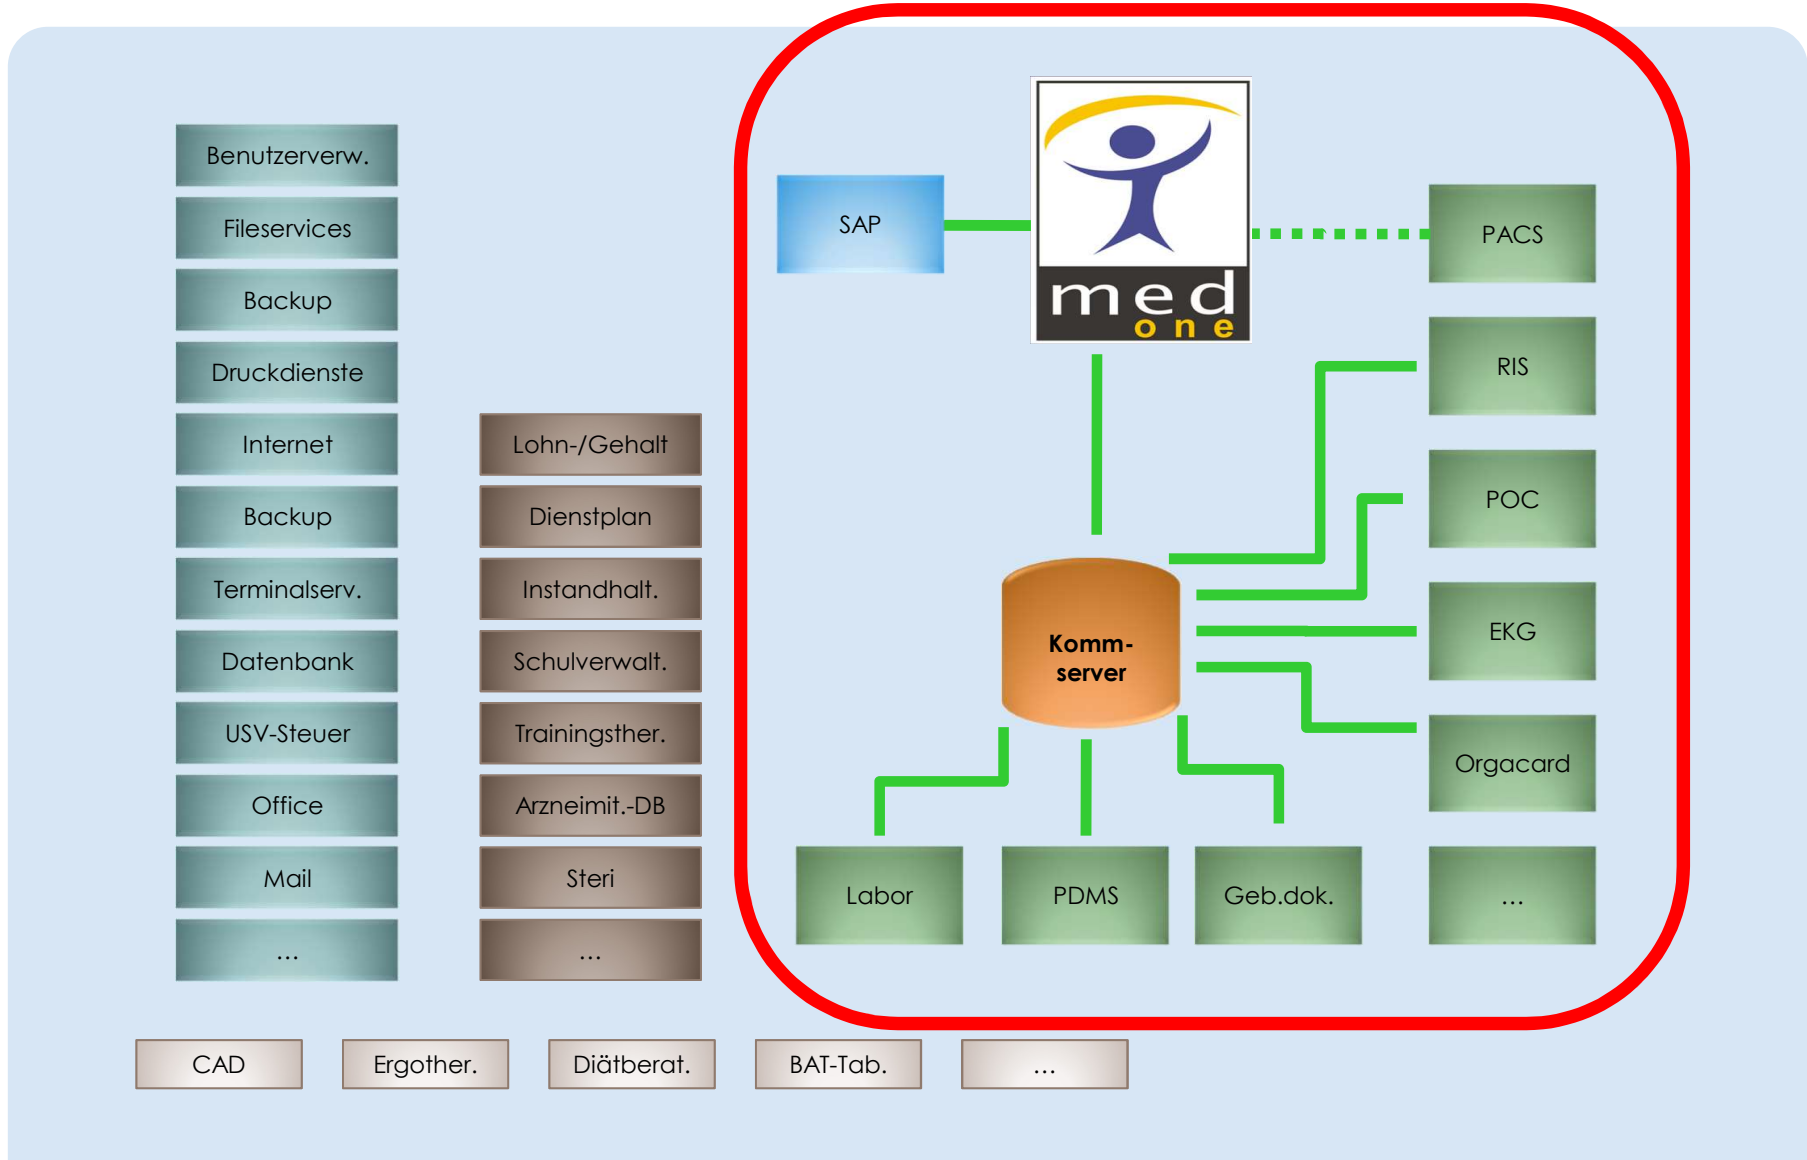 Benutzerverw.
Fileservices
Backup
Druckdienste
Internet
Backup
Terminalserv.
Datenbank
USV-Steuer
Office
Mail
...
Lohn-/Gehalt
Dienstplan
Instandhalt.
Schulverwalt.
Trainingsther.
Arzneimit.-DB
Steri
...
SAP
med
one
PACS
RIS
POC
EKG
Orgacard
...
Komm-
server
Labor
PDMS
Geb.dok.
CAD
Ergother.
Diätberat.
BAT-Tab.
...